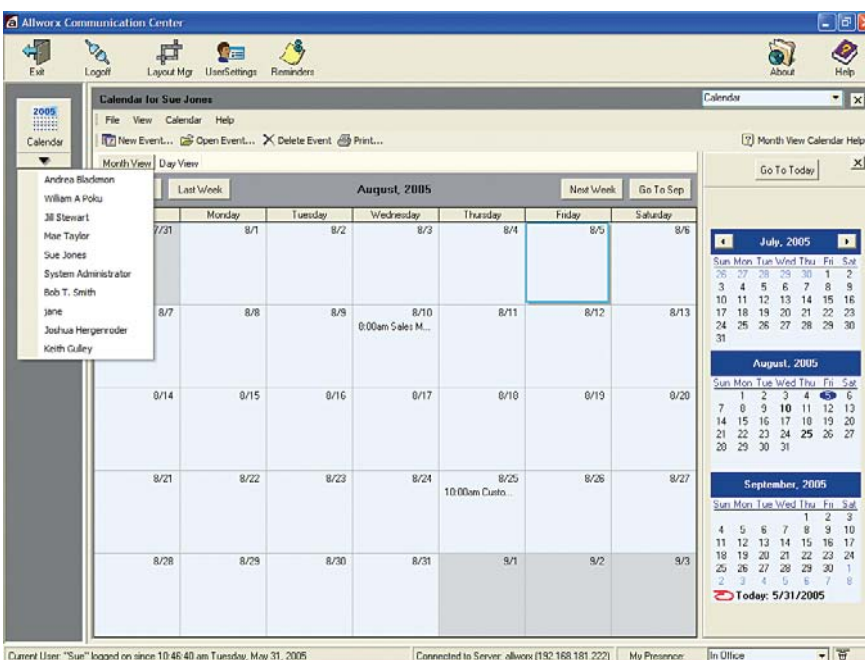 Allworx Communication Center
Exit Logoff Layout Mgr UserSettings Reminders About Help
2005
Calendar
Calendar for Sue Jones
Calendar
File View Calendar Help
New Event... Open Event... Delete Event Print...
Month View Calendar Help
Month View Day View
Go To Today
Andrea Blackmon
William A Poku
Jill Stewart
Mae Taylor
Sue Jones
System Administrator
Bob T. Smith
jane
Joshua Hergenroder
Keith Gulley
Last Week August, 2005 Next Week Go To Sep
Monday Tuesday Wednesday Thursday Friday Saturday
7/31 8/1 8/2 8/3 8/4 8/5 8/6
8/7 8/8 8/9 8/10 8/11 8/12 8/13
8:00am Sales M...
8/14 8/15 8/16 8/17 8/18 8/19 8/20
8/21 8/22 8/23 8/24 8/25 8/26 8/27
10:00am Custo...
8/28 8/29 8/30 8/31 9/1 9/2 9/3
July, 2005
Sun Mon Tue Wed Thu Fri Sat
26 27 28 29 30 1 2
3 4 5 6 7 8 9
10 11 12 13 14 15 16
17 18 19 20 21 22 23
24 25 26 27 28 29 30
31
August, 2005
Sun Mon Tue Wed Thu Fri Sat
1 2 3 4 5 6
7 8 9 10 11 12 13
14 15 16 17 18 19 20
21 22 23 24 25 26 27
28 29 30 31
September, 2005
Sun Mon Tue Wed Thu Fri Sat
1 2 3
4 5 6 7 8 9 10
11 12 13 14 15 16 17
18 19 20 21 22 23 24
25 26 27 28 29 30 1
2 3 4 5 6 7 8
Today: 5/31/2005
Current User: "Sue" logged on since 10:46:40 am Tuesday, May 31, 2005 Connected to Server: allworx (192.168.181.222) My Presence: In Office